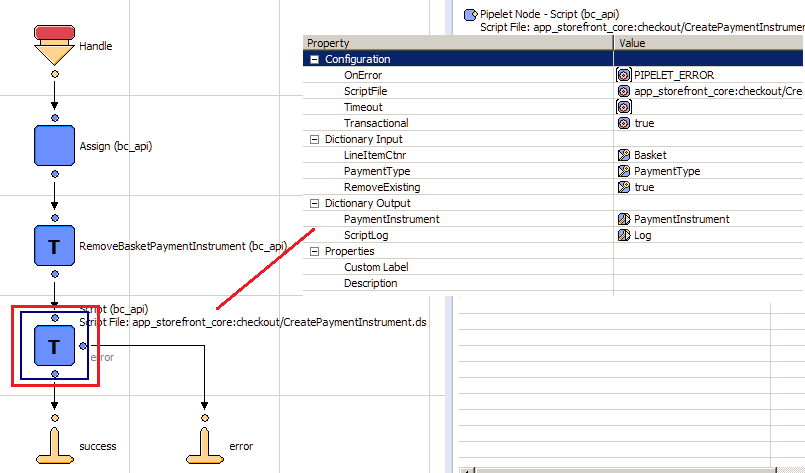 Handle
Assign (bc_api)
T
RemoveBasketPaymentInstrument (bc_api)
Script (bc_api)
Script File: app_storefront_core:checkout/CreatePaymentInstrument.ds
T
error
success
error
Pipelet Node - Script (bc_api)
Script File: app_storefront_core:checkout/CreatePaymentInstrumen
Property Value
Configuration
OnError PIPELET_ERROR
ScriptFile app_storefront_core:checkout/Cre
Timeout
Transactional true
Dictionary Input
LineItemCtnr Basket
PaymentType PaymentType
RemoveExisting true
Dictionary Output
PaymentInstrument PaymentInstrument
ScriptLog Log
Properties
Custom Label
Description